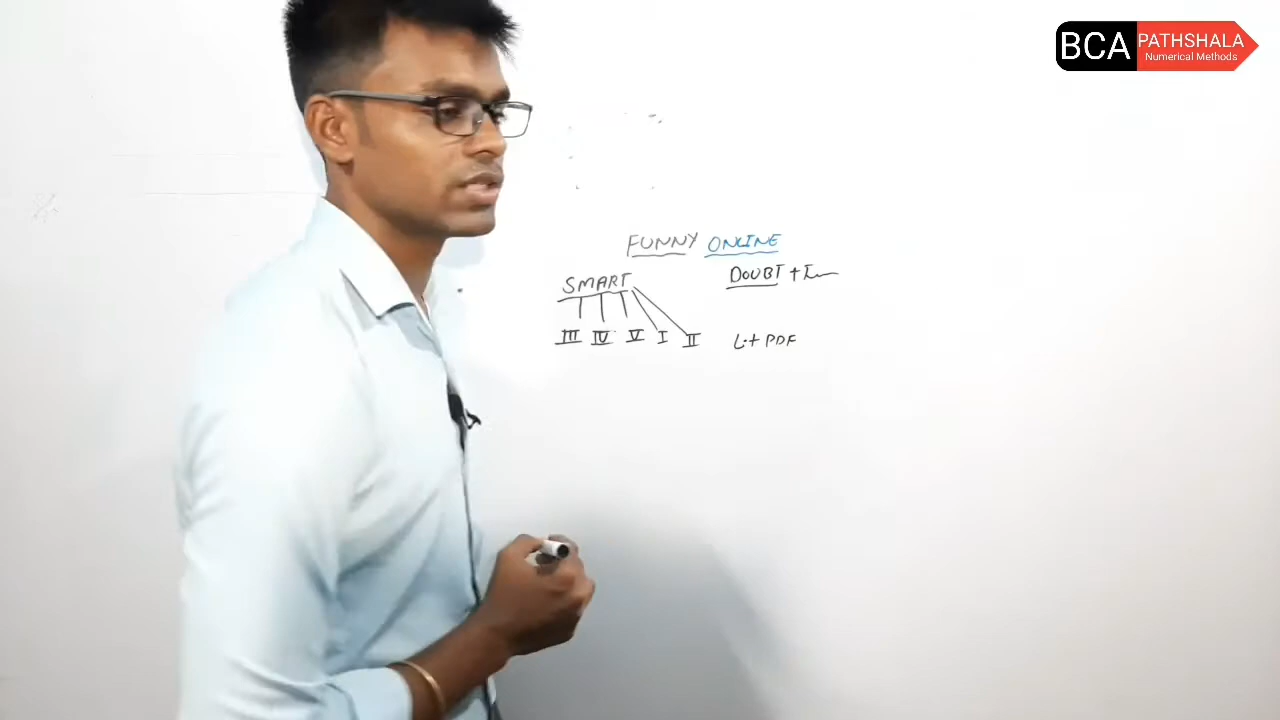 BCA PATHSHALA
Numerical Methods
FUNNY ONLINE
SMART
DOUBT +
III IV V I II
L.+ PDF